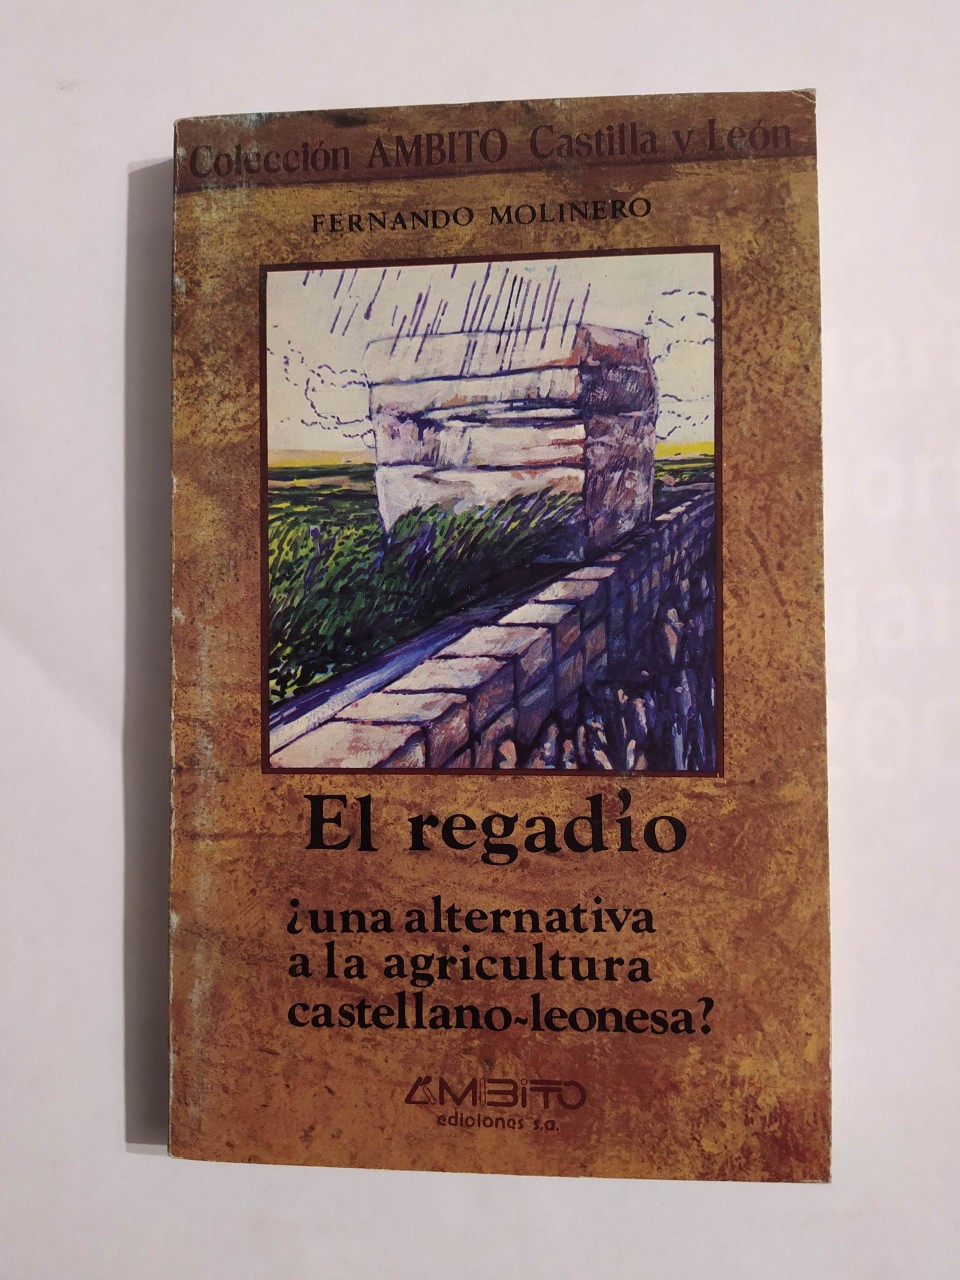 Colección AMBITO Castilla y León
FERNANDO MOLINERO
El regadío
¿una alternativa
a la agricultura
castellano-leonesa?
AMBITO
ediciones s.a.